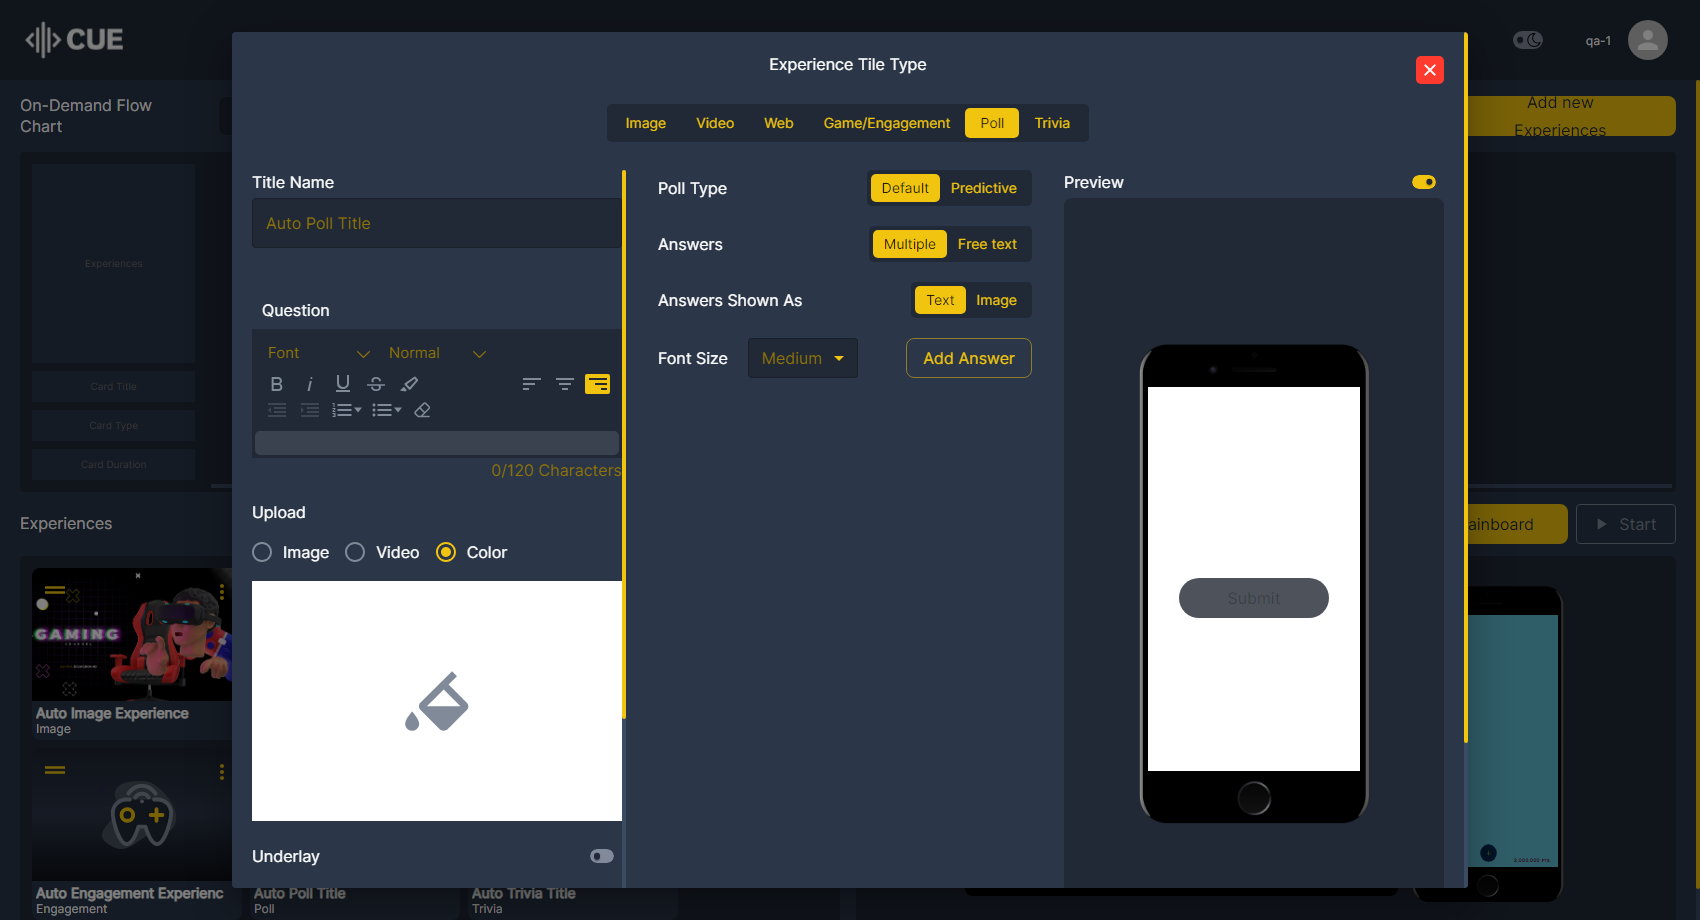 CUE
qa-1
On-Demand Flow
Chart
Add new
Experiences
Experience Tile Type
Image
Video
Web
Game/Engagement
Poll
Trivia
Title Name
Auto Poll Title
Question
Font
Normal
B
i
U
S
0/120 Characters
Upload
Image
Video
Color
Underlay
Poll Type
Default
Predictive
Answers
Multiple
Free text
Answers Shown As
Text
Image
Font Size
Medium
Add Answer
Preview
Submit
Experiences
Card Title
Card Type
Card Duration
Experiences
ainboard
Start
GAMING
Auto Image Experience
Image
Auto Engagement Experienc
Engagement
Auto Poll Title
Poll
Auto Trivia Title
Trivia